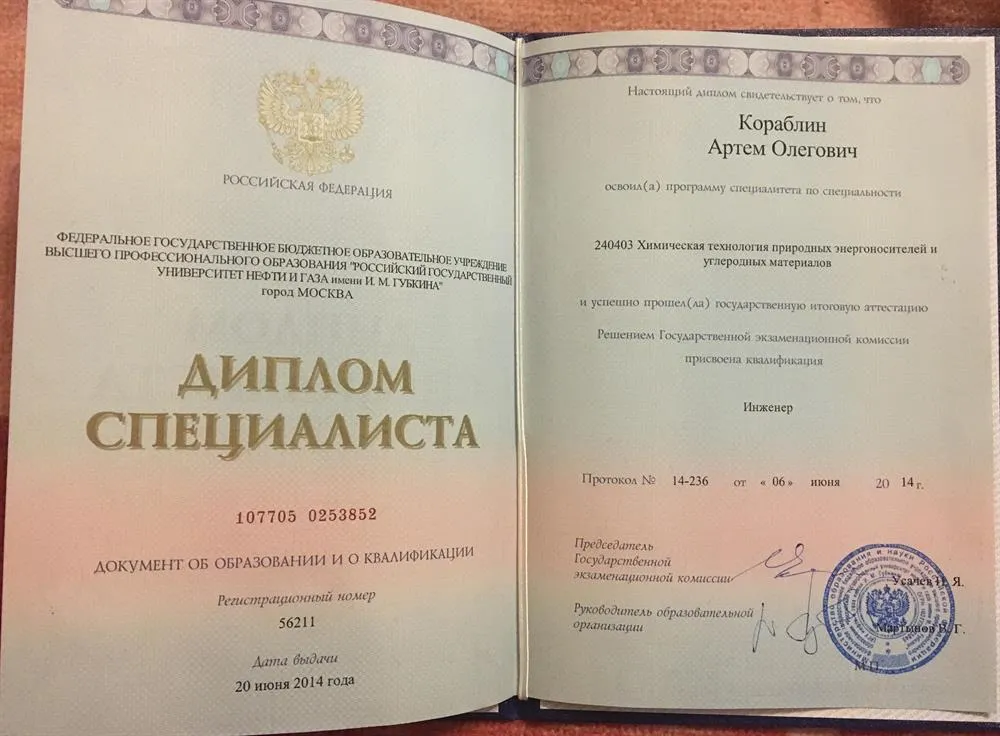 РОССИЙСКАЯ ФЕДЕРАЦИЯ
ФЕДЕРАЛЬНОЕ ГОСУДАРСТВЕННОЕ БЮДЖЕТНОЕ ОБРАЗОВАТЕЛЬНОЕ УЧРЕЖДЕНИЕ
ВЫСШЕГО ПРОФЕССИОНАЛЬНОГО ОБРАЗОВАНИЯ "РОССИЙСКИЙ ГОСУДАРСТВЕННЫЙ
УНИВЕРСИТЕТ НЕФТИ И ГАЗА имени И. М. ГУБКИНА"
город МОСКВА
ДИПЛОМ
СПЕЦИАЛИСТА
107705 0253852
ДОКУМЕНТ ОБ ОБРАЗОВАНИИ И О КВАЛИФИКАЦИИ
Регистрационный номер
56211
Дата выдачи
20 июня 2014 года
Настоящий диплом свидетельствует о том, что
Кораблин
Артем Олегович
освоил(а) программу специалитета по специальности
240403 Химическая технология природных энергоносителей и
углеродных материалов
и успешно прошел(ла) государственную итоговую аттестацию
Решением Государственной экзаменационной комиссии
присвоена квалификация
Инженер
Протокол № 14-236 от « 06 » июня 20 14 г.
Председатель
Государственной
экзаменационной комиссии
Усачев П. Я.
Руководитель образовательной
организации
Мартынов В. Г.
М.П.